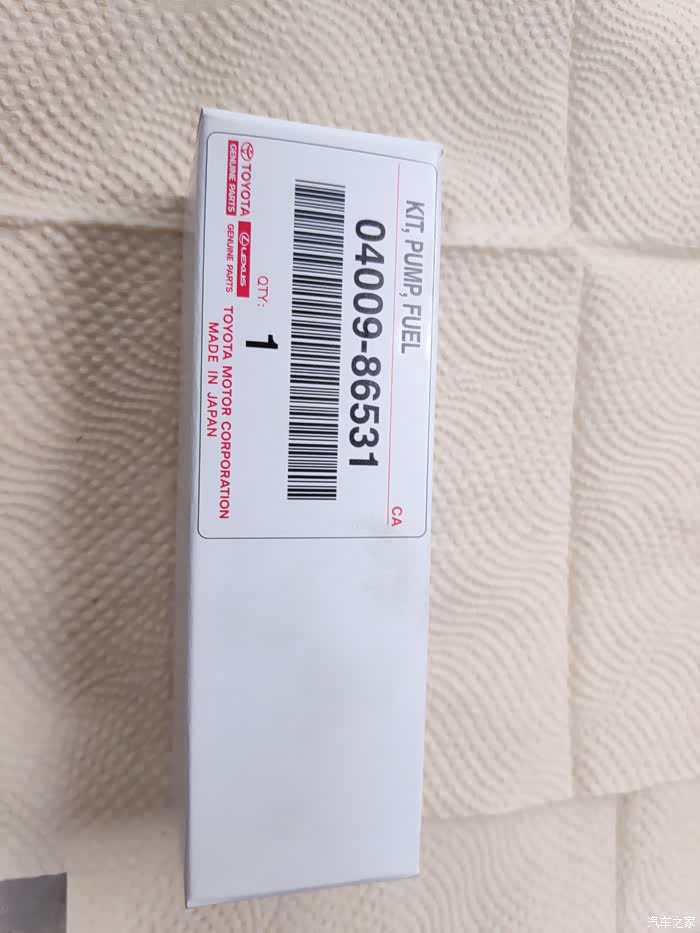 KIT, PUMP, FUEL
CA
04009-86531
QTY: 1
TOYOTA
GENUINE PARTS
LEXUS
GENUINE PARTS
TOYOTA MOTOR CORPORATION
MADE IN JAPAN
汽车之家